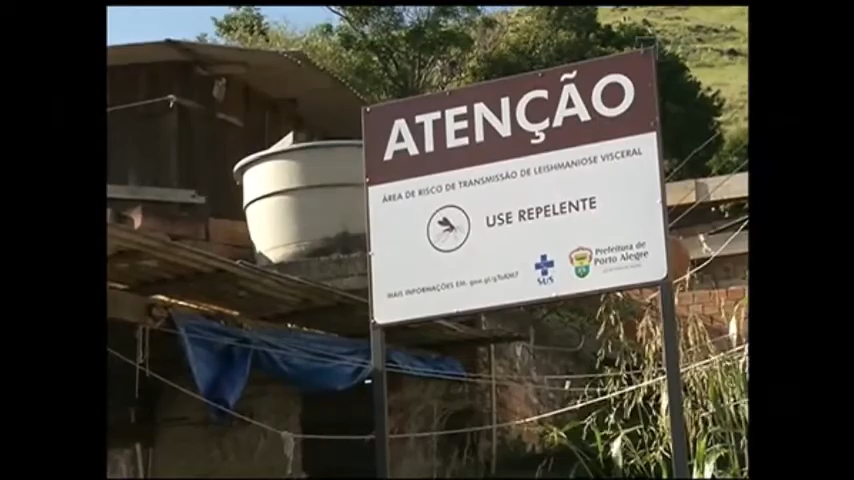 ATENÇÃO
ÁREA DE RISCO DE TRANSMISSÃO DE LEISHMANIOSE VISCERAL
USE REPELENTE
MAIS INFORMAÇÕES EM:
SUS
Prefeitura de
Porto Alegre